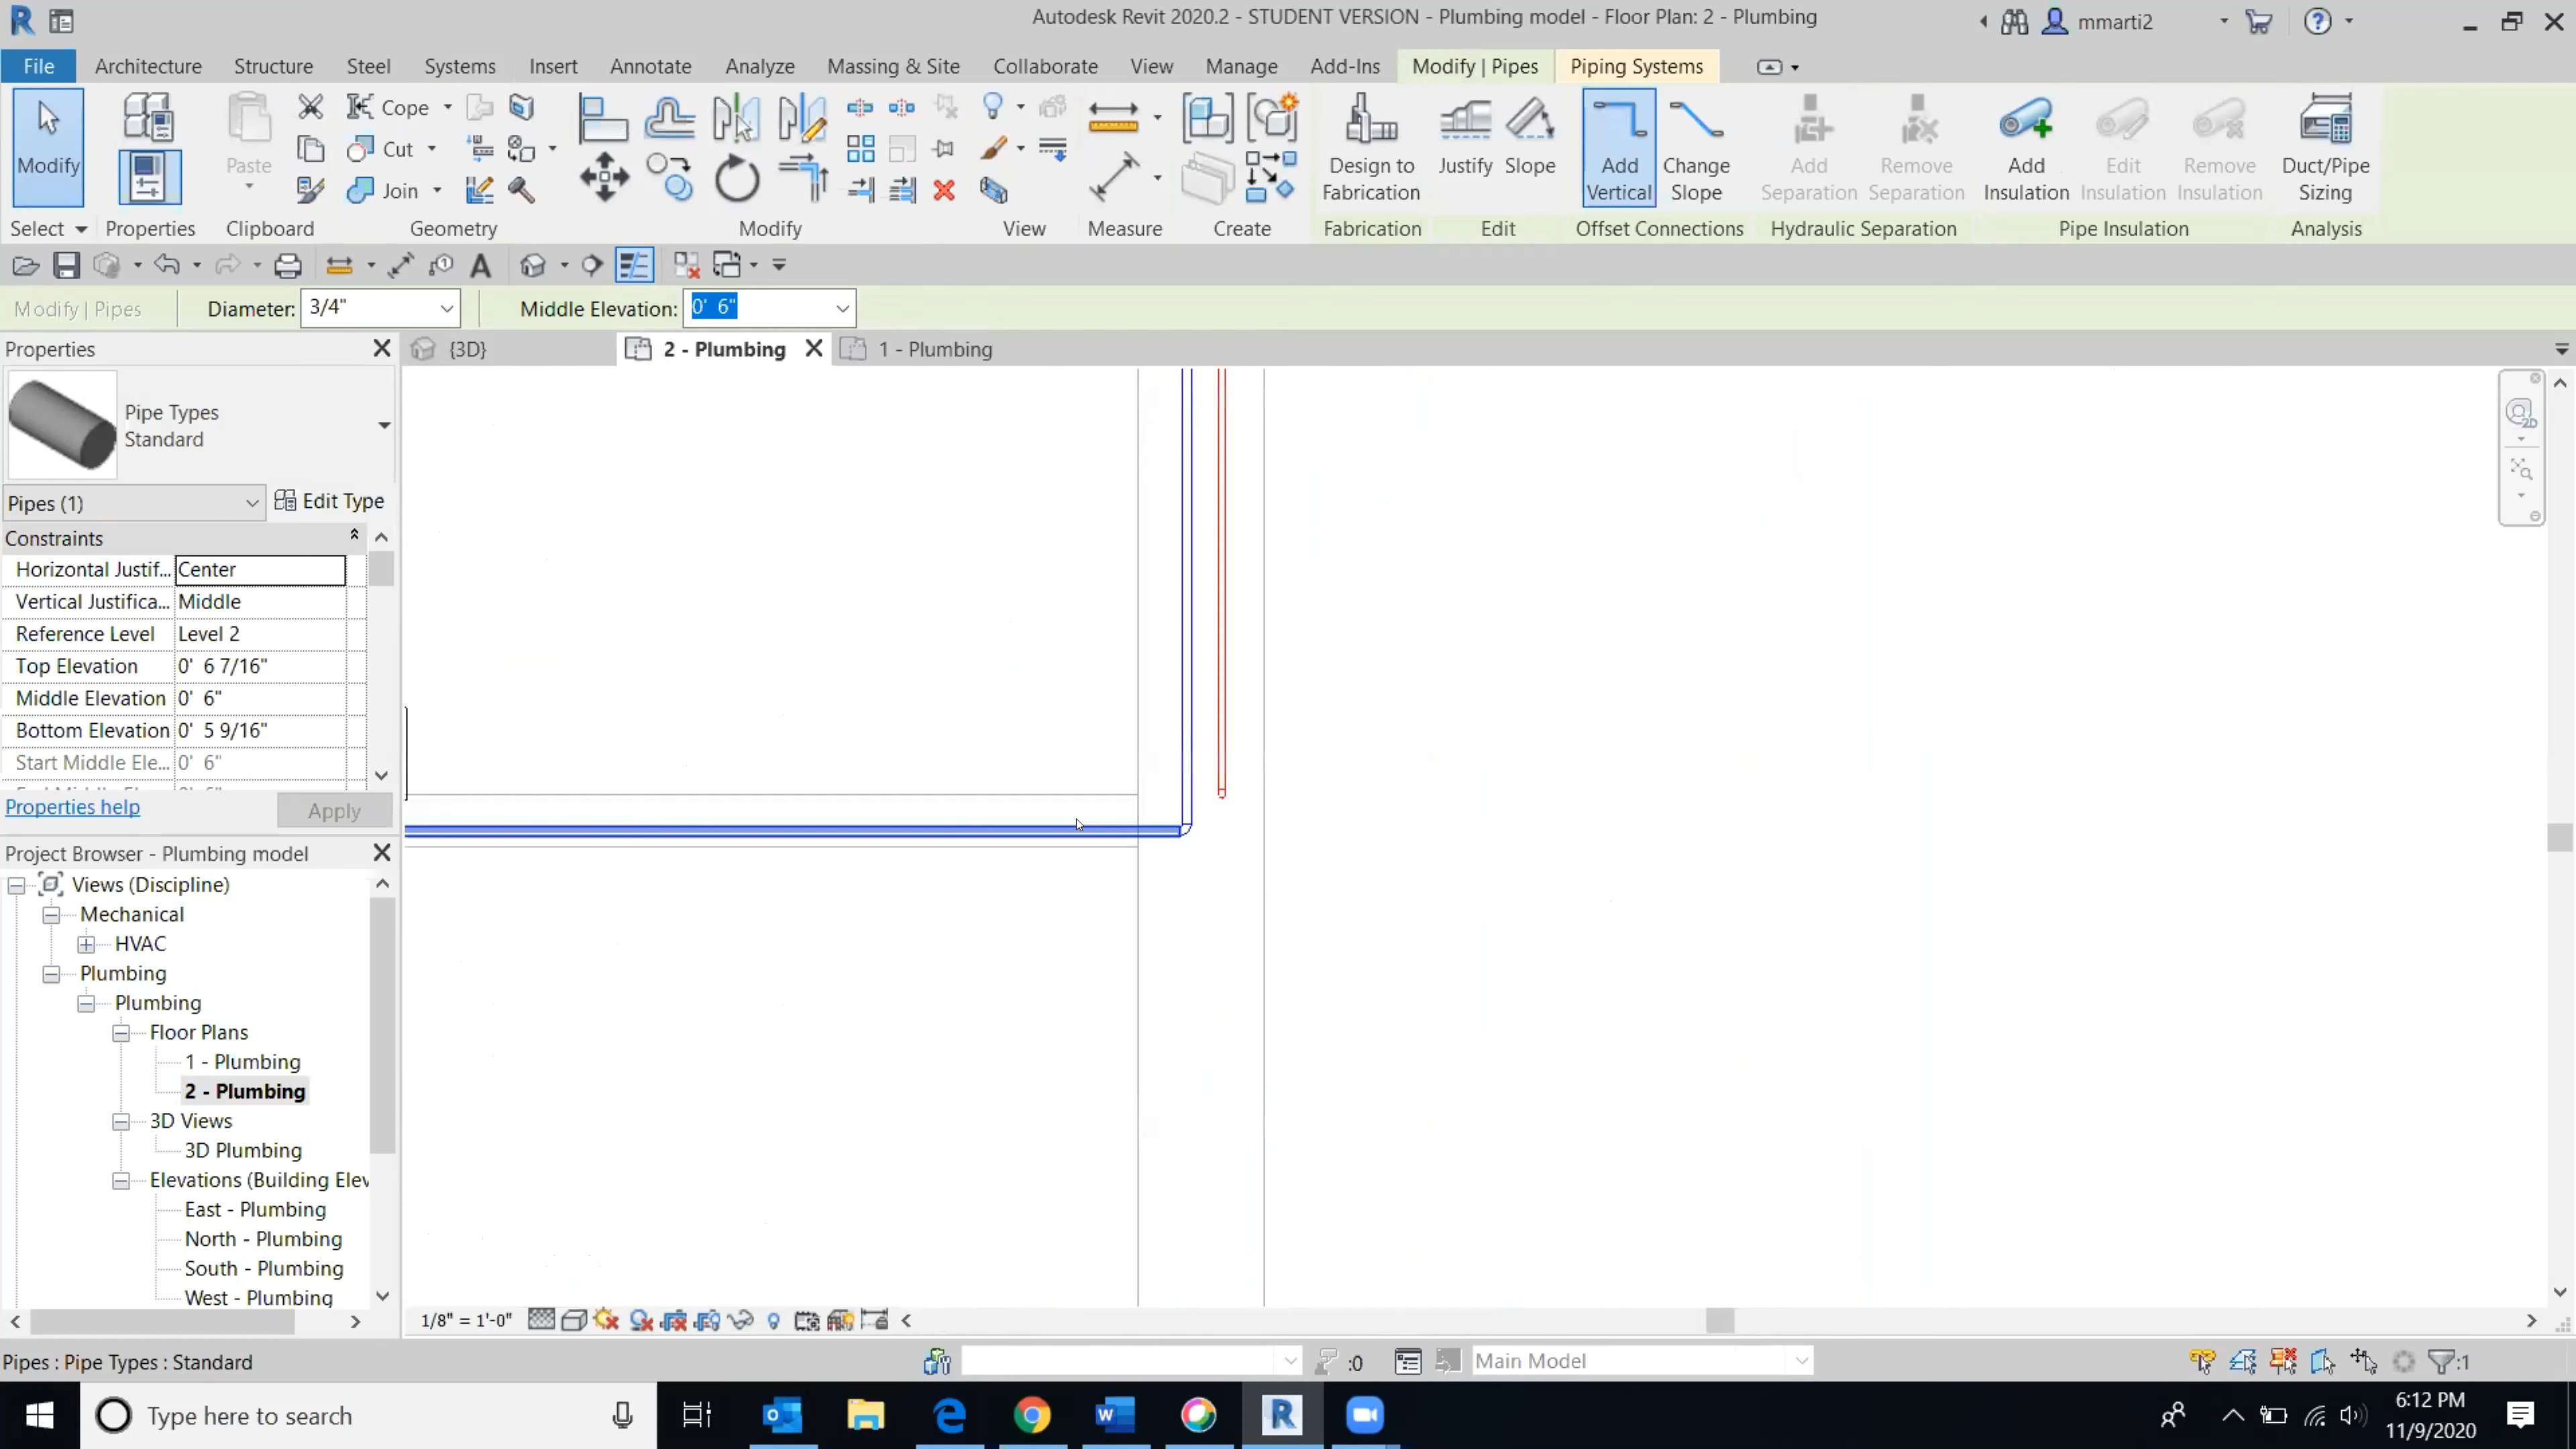 Autodesk Revit 2020.2 - STUDENT VERSION - Plumbing model - Floor Plan: 2 - Plumbing
mmarti2
File Architecture Structure Steel Systems Insert Annotate Analyze Massing & Site Collaborate View Manage Add-Ins Modify | Pipes Piping Systems
Modify
Paste
Cope
Cut
Join
Design to Fabrication
Justify
Slope
Add Vertical
Change Slope
Add Separation
Remove Separation
Add Insulation
Edit Insulation
Remove Insulation
Duct/Pipe Sizing
Select Properties Clipboard Geometry Modify View Measure Create Fabrication Edit Offset Connections Hydraulic Separation Pipe Insulation Analysis
Modify | Pipes Diameter: 3/4" Middle Elevation: 0' 6"
Properties
{3D} 2 - Plumbing 1 - Plumbing
Pipe Types
Standard
Pipes (1) Edit Type
Constraints
Horizontal Justif... Center
Vertical Justifica... Middle
Reference Level Level 2
Top Elevation 0' 6 7/16"
Middle Elevation 0' 6"
Bottom Elevation 0' 5 9/16"
Start Middle Ele... 0' 6"
Properties help Apply
Project Browser - Plumbing model
Views (Discipline)
Mechanical
HVAC
Plumbing
Plumbing
Floor Plans
1 - Plumbing
2 - Plumbing
3D Views
3D Plumbing
Elevations (Building Elev
East - Plumbing
North - Plumbing
South - Plumbing
West - Plumbing
1/8" = 1'-0"
Pipes : Pipe Types : Standard
:0
Main Model
:1
Type here to search
6:12 PM
11/9/2020